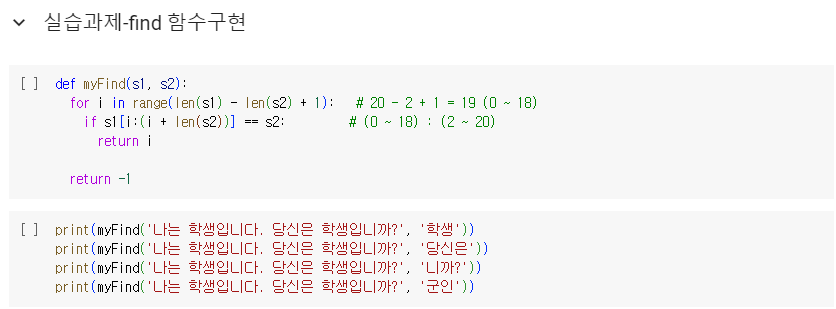 실습과제-find 함수구현
[ ] def myFind(s1, s2):
for i in range(len(s1) - len(s2) + 1):   # 20 - 2 + 1 = 19 (0 ~ 18)
if s1[i:(i + len(s2))] == s2:         # (0 ~ 18) : (2 ~ 20)
return i
return -1
[ ] print(myFind('나는 학생입니다. 당신은 학생입니까?', '학생'))
print(myFind('나는 학생입니다. 당신은 학생입니까?', '당신은'))
print(myFind('나는 학생입니다. 당신은 학생입니까?', '니까?'))
print(myFind('나는 학생입니다. 당신은 학생입니까?', '군인'))